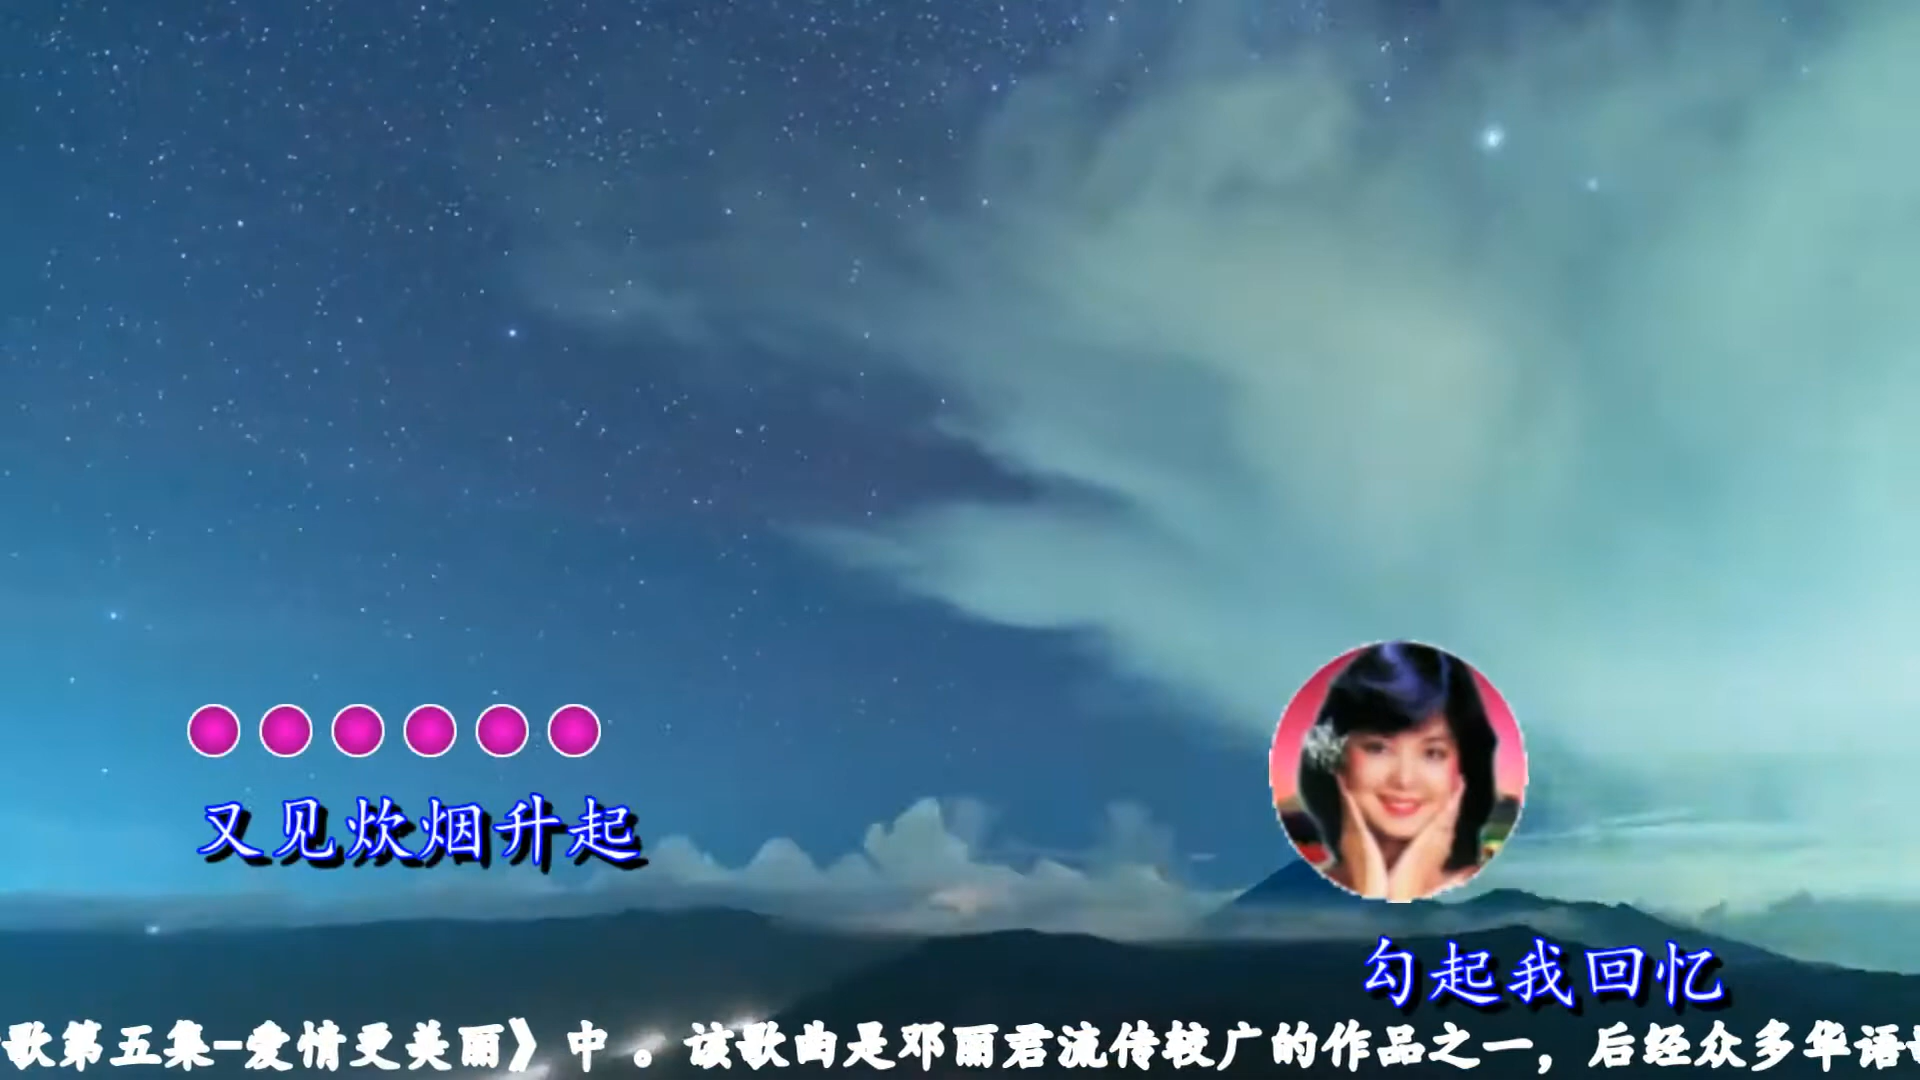 又见炊烟升起
勾起我回忆
歌第五集-爱情更美丽》中。该歌曲是邓丽君流传较广的作品之一，后经众多华语